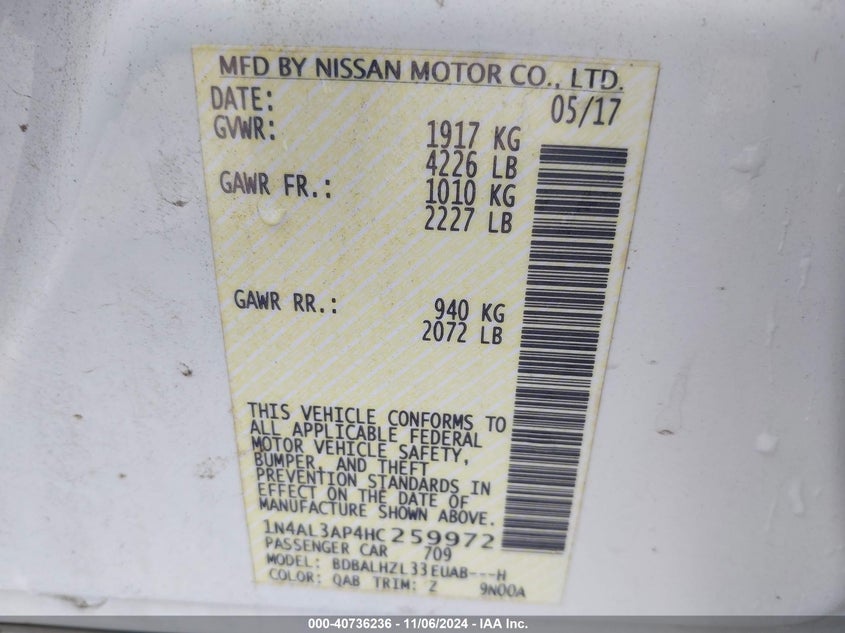 MFD BY NISSAN MOTOR CO., LTD.
DATE: 05/17
GVWR: 1917 KG
4226 LB
GAWR FR.: 1010 KG
2227 LB
GAWR RR.: 940 KG
2072 LB
THIS VEHICLE CONFORMS TO
ALL APPLICABLE FEDERAL
MOTOR VEHICLE SAFETY,
BUMPER, AND THEFT
PREVENTION STANDARDS IN
EFFECT ON THE DATE OF
MANUFACTURE SHOWN ABOVE.
1N4AL3AP4HC259972
PASSENGER CAR 709
MODEL: BDBALHZL33EUAB---H
COLOR: QAB TRIM: Z 9N00A
000-40736236 - 11/06/2024 - IAA Inc.